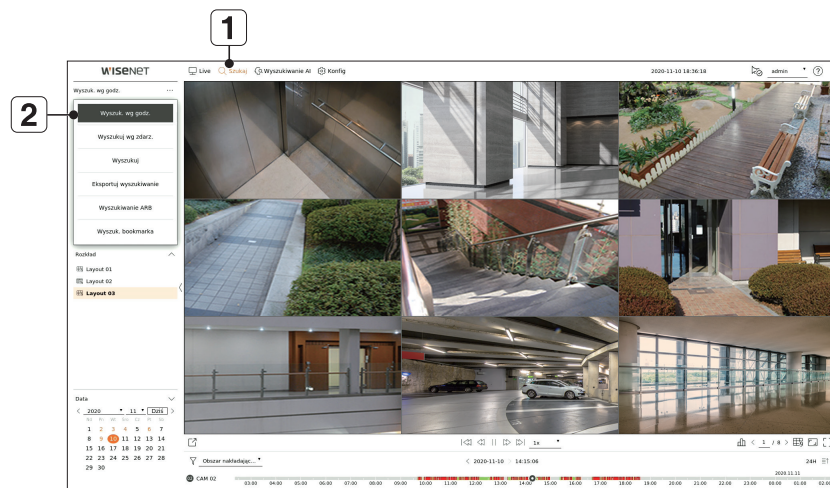 1
WISENET
Live
Szukaj
Wyszukiwanie AI
Konfig
2020-11-10 18:36:18
admin
?
2
Wyszuk. wg godz.
...
Wyszuk. wg godz.
Wyszukuj wg zdarz.
Wyszukuj
Eksportuj wyszukiwanie
Wyszukiwanie ARB
Wyszuk. bookmarka
Rozkład
Layout 01
Layout 02
Layout 03
Data
2020 11 Dziś
1 2 3 4 5 6 7
8 9 10 11 12 13 14
15 16 17 18 19 20 21
22 23 24 25 26 27 28
29 30
1x
1 / 8
Obszar nakładając...
2020-11-10 14:15:06
24H
2020.11.11
CAM 02
03:00 04:00 05:00 06:00 07:00 08:00 09:00 10:00 11:00 12:00 13:00 14:00 15:00 16:00 17:00 18:00 19:00 20:00 21:00 22:00 23:00 00:00 01:00 02:00